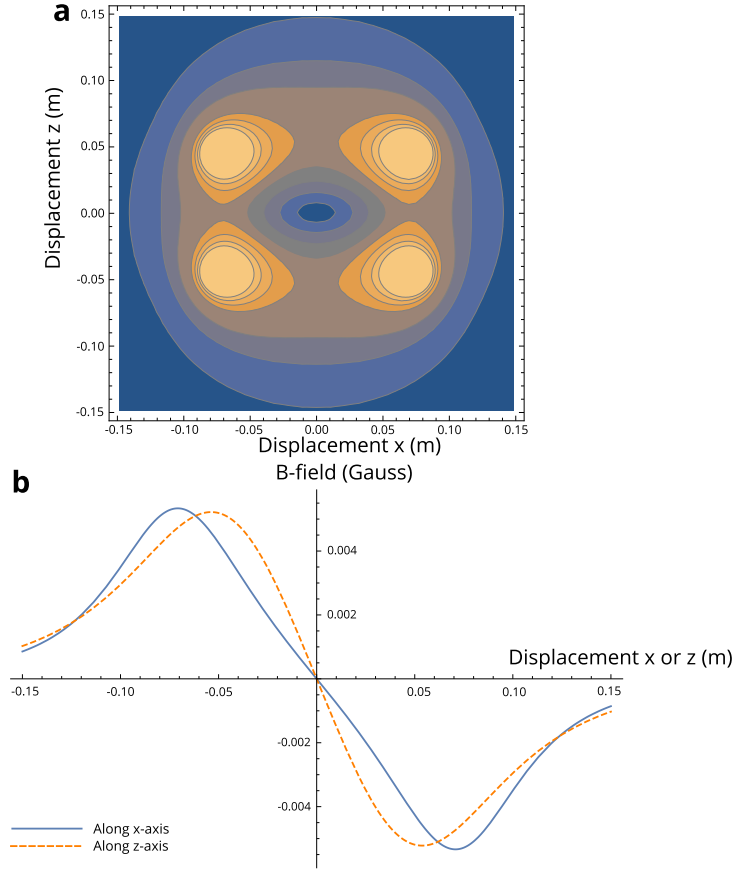 a
Displacement z (m)
0.15
0.10
0.05
0.00
-0.05
-0.10
-0.15
-0.15 -0.10 -0.05 0.00 0.05 0.10 0.15
Displacement x (m)
b
B-field (Gauss)
0.004
0.002
Displacement x or z (m)
-0.15 -0.10 -0.05 0.05 0.10 0.15
-0.002
-0.004
Along x-axis
Along z-axis